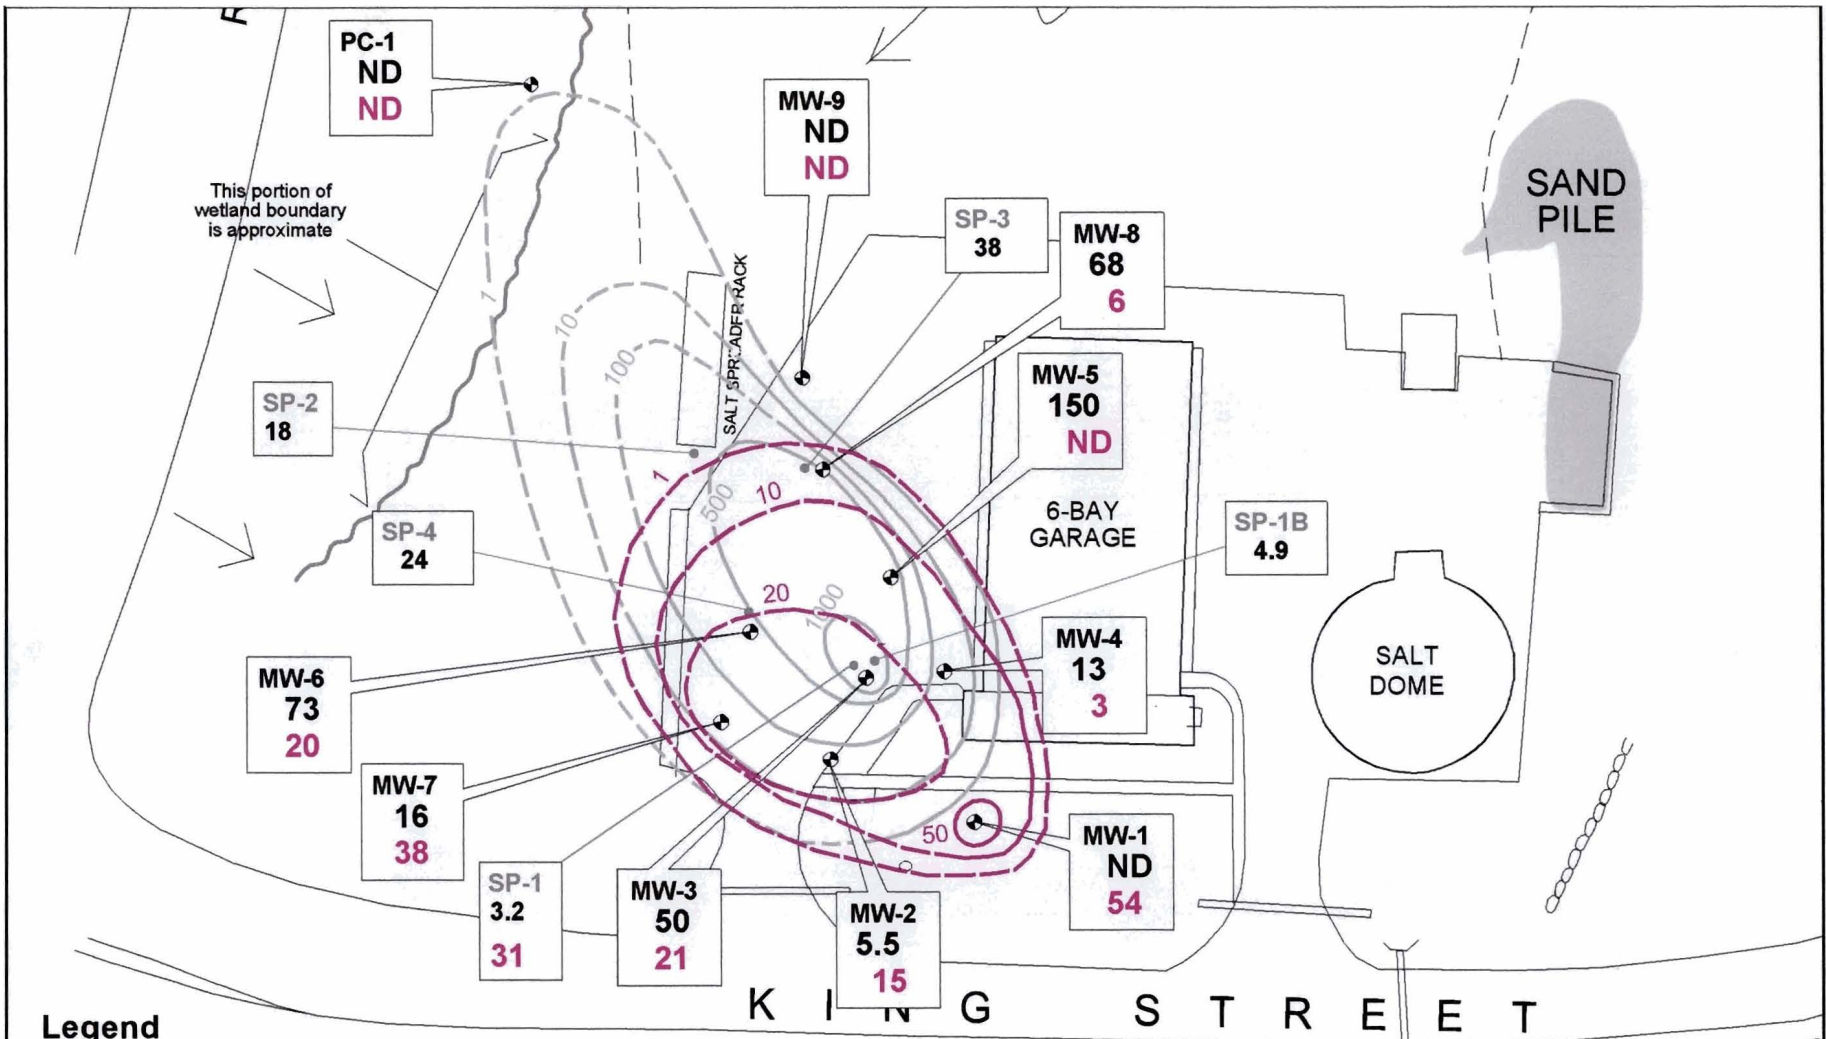 R
PC-1
ND
ND
MW-9
ND
ND
This portion of
wetland boundary
is approximate
SAND
PILE
SP-3
38
MW-8
68
6
SALT SPREADER RACK
1
10
100
MW-5
150
ND
SP-2
18
1
500
10
6-BAY
GARAGE
SP-1B
4.9
SP-4
24
20
1000
MW-4
13
3
SALT
DOME
MW-6
73
20
MW-7
16
38
50
MW-1
ND
54
SP-1
3.2
31
MW-3
50
21
MW-2
5.5
15
KING STREET
Legend